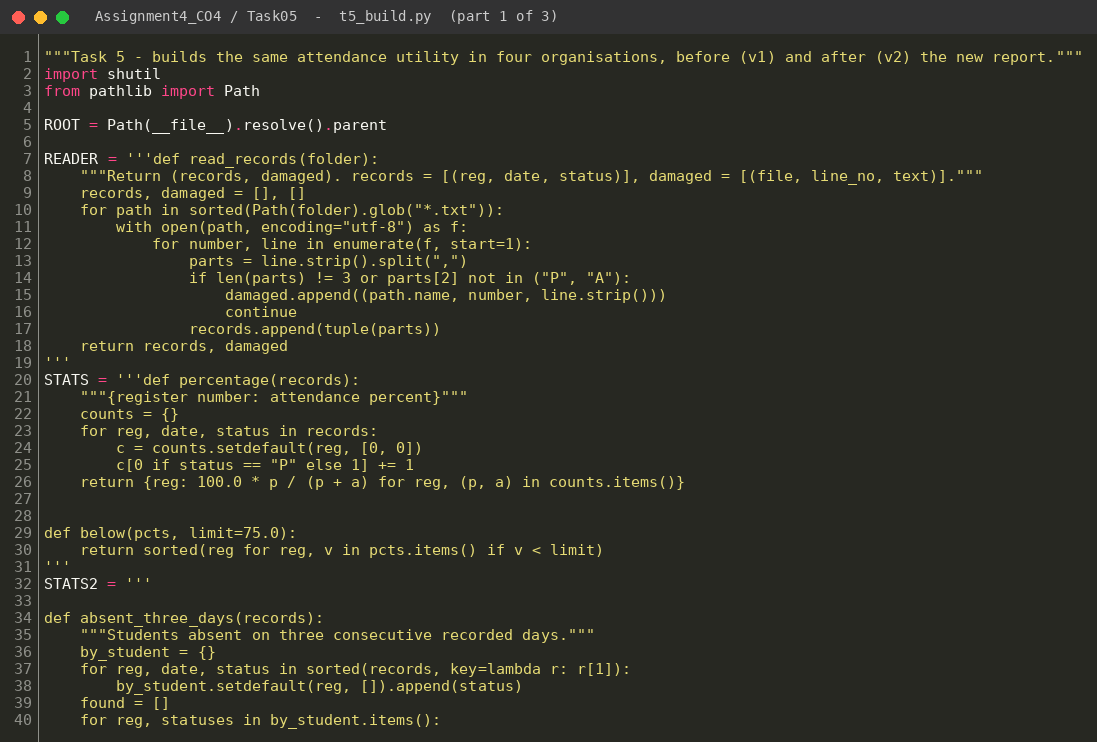 Assignment4_CO4 / Task05  -  t5_build.py  (part 1 of 3)
1 """Task 5 - builds the same attendance utility in four organisations, before (v1) and after (v2) the new report."""
2 import shutil
3 from pathlib import Path
4
5 ROOT = Path(__file__).resolve().parent
6
7 READER = '''def read_records(folder):
8     """Return (records, damaged). records = [(reg, date, status)], damaged = [(file, line_no, text)]."""
9     records, damaged = [], []
10     for path in sorted(Path(folder).glob("*.txt")):
11         with open(path, encoding="utf-8") as f:
12             for number, line in enumerate(f, start=1):
13                 parts = line.strip().split(",")
14                 if len(parts) != 3 or parts[2] not in ("P", "A"):
15                     damaged.append((path.name, number, line.strip()))
16                     continue
17                 records.append(tuple(parts))
18     return records, damaged
19 '''
20 STATS = '''def percentage(records):
21     """{register number: attendance percent}"""
22     counts = {}
23     for reg, date, status in records:
24         c = counts.setdefault(reg, [0, 0])
25         c[0 if status == "P" else 1] += 1
26     return {reg: 100.0 * p / (p + a) for reg, (p, a) in counts.items()}
27
28
29 def below(pcts, limit=75.0):
30     return sorted(reg for reg, v in pcts.items() if v < limit)
31 '''
32 STATS2 = '''
33
34 def absent_three_days(records):
35     """Students absent on three consecutive recorded days."""
36     by_student = {}
37     for reg, date, status in sorted(records, key=lambda r: r[1]):
38         by_student.setdefault(reg, []).append(status)
39     found = []
40     for reg, statuses in by_student.items():